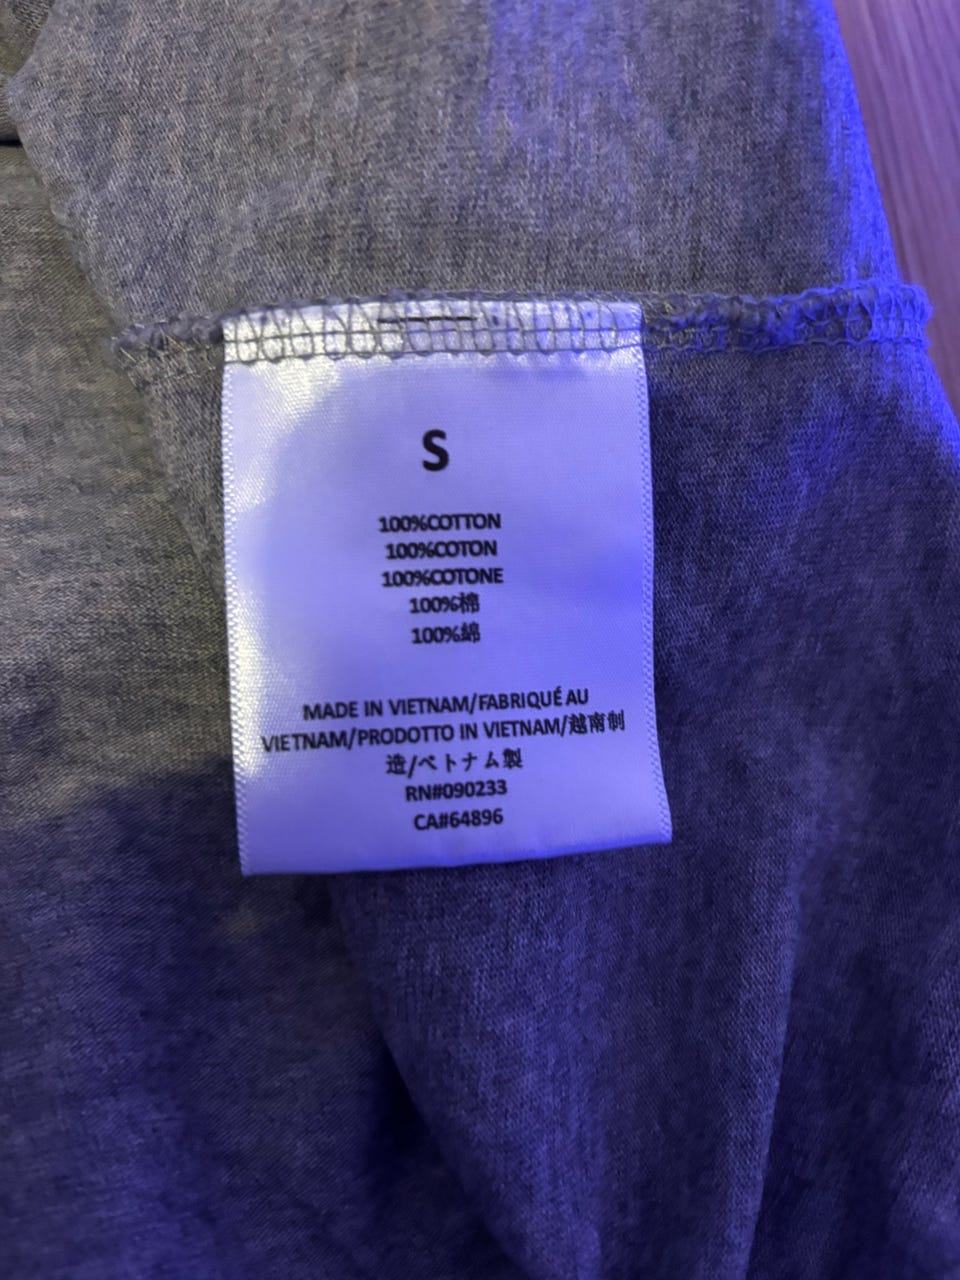 S
100%COTTON
100%COTON
100%COTONE
100%棉
100%綿
MADE IN VIETNAM/FABRIQUÉ AU
VIETNAM/PRODOTTO IN VIETNAM/越南制
造/ベトナム製
RN#090233
CA#64896